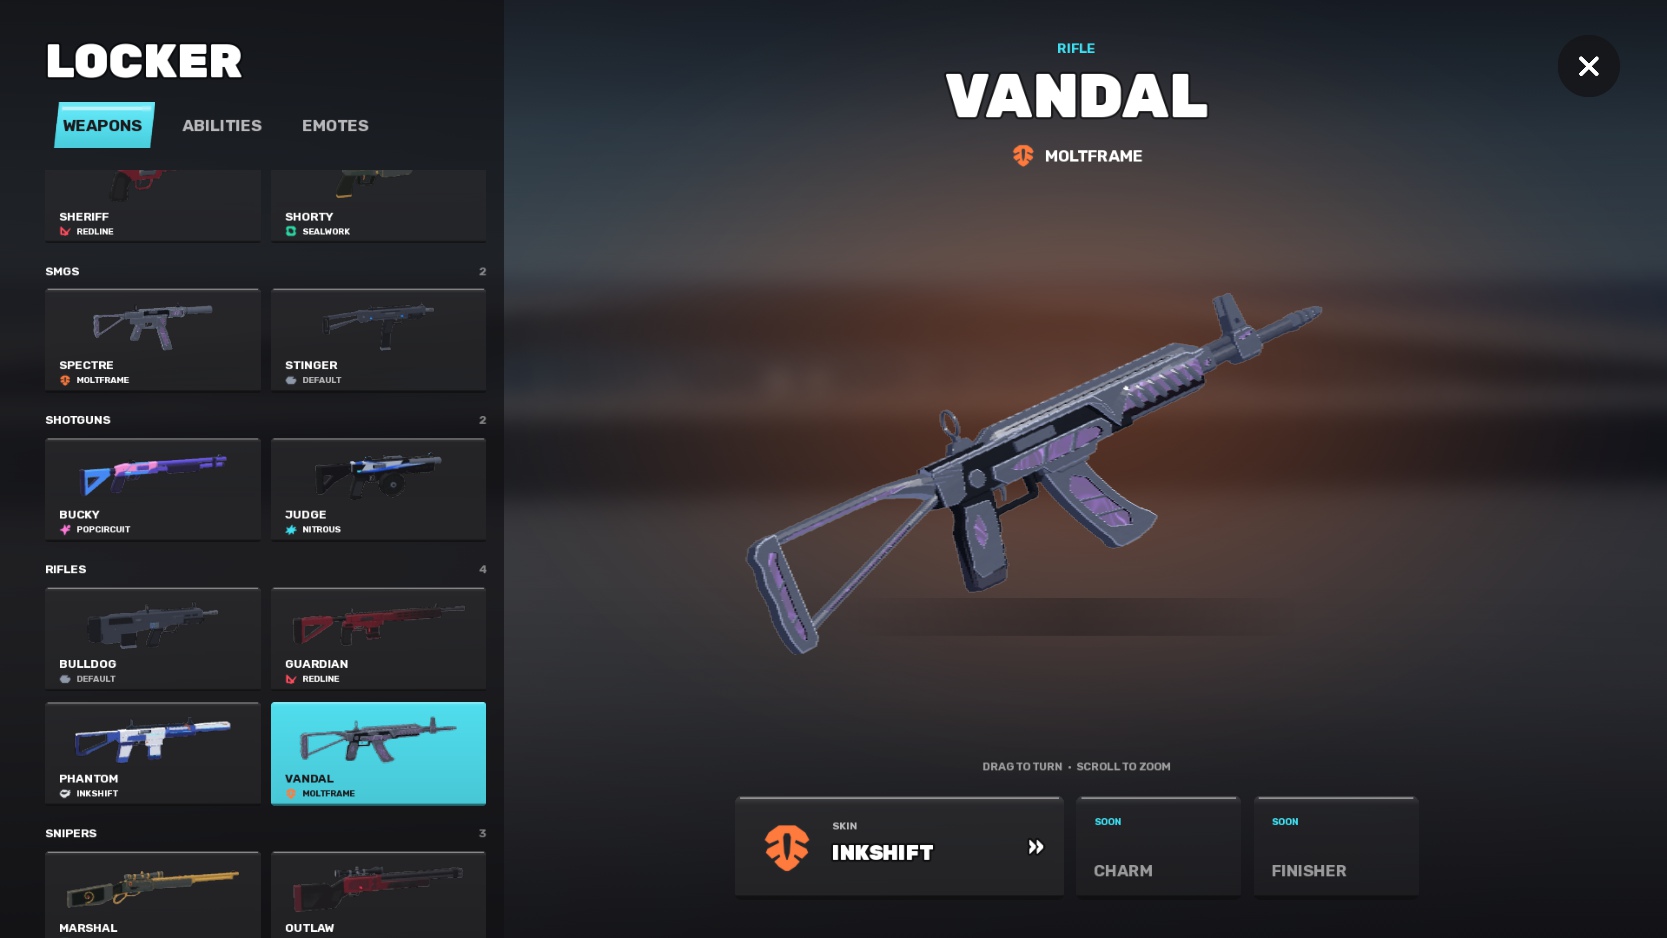 LOCKER
WEAPONS ABILITIES EMOTES
SHERIFF
REDLINE
SHORTY
SEALWORK
SMGS 2
SPECTRE
MOLTFRAME
STINGER
DEFAULT
SHOTGUNS 2
BUCKY
POPCIRCUIT
JUDGE
NITROUS
RIFLES 4
BULLDOG
DEFAULT
GUARDIAN
REDLINE
PHANTOM
INKSHIFT
VANDAL
MOLTFRAME
SNIPERS 3
MARSHAL
OUTLAW
RIFLE
VANDAL
MOLTFRAME
DRAG TO TURN • SCROLL TO ZOOM
SKIN
INKSHIFT
SOON
CHARM
SOON
FINISHER